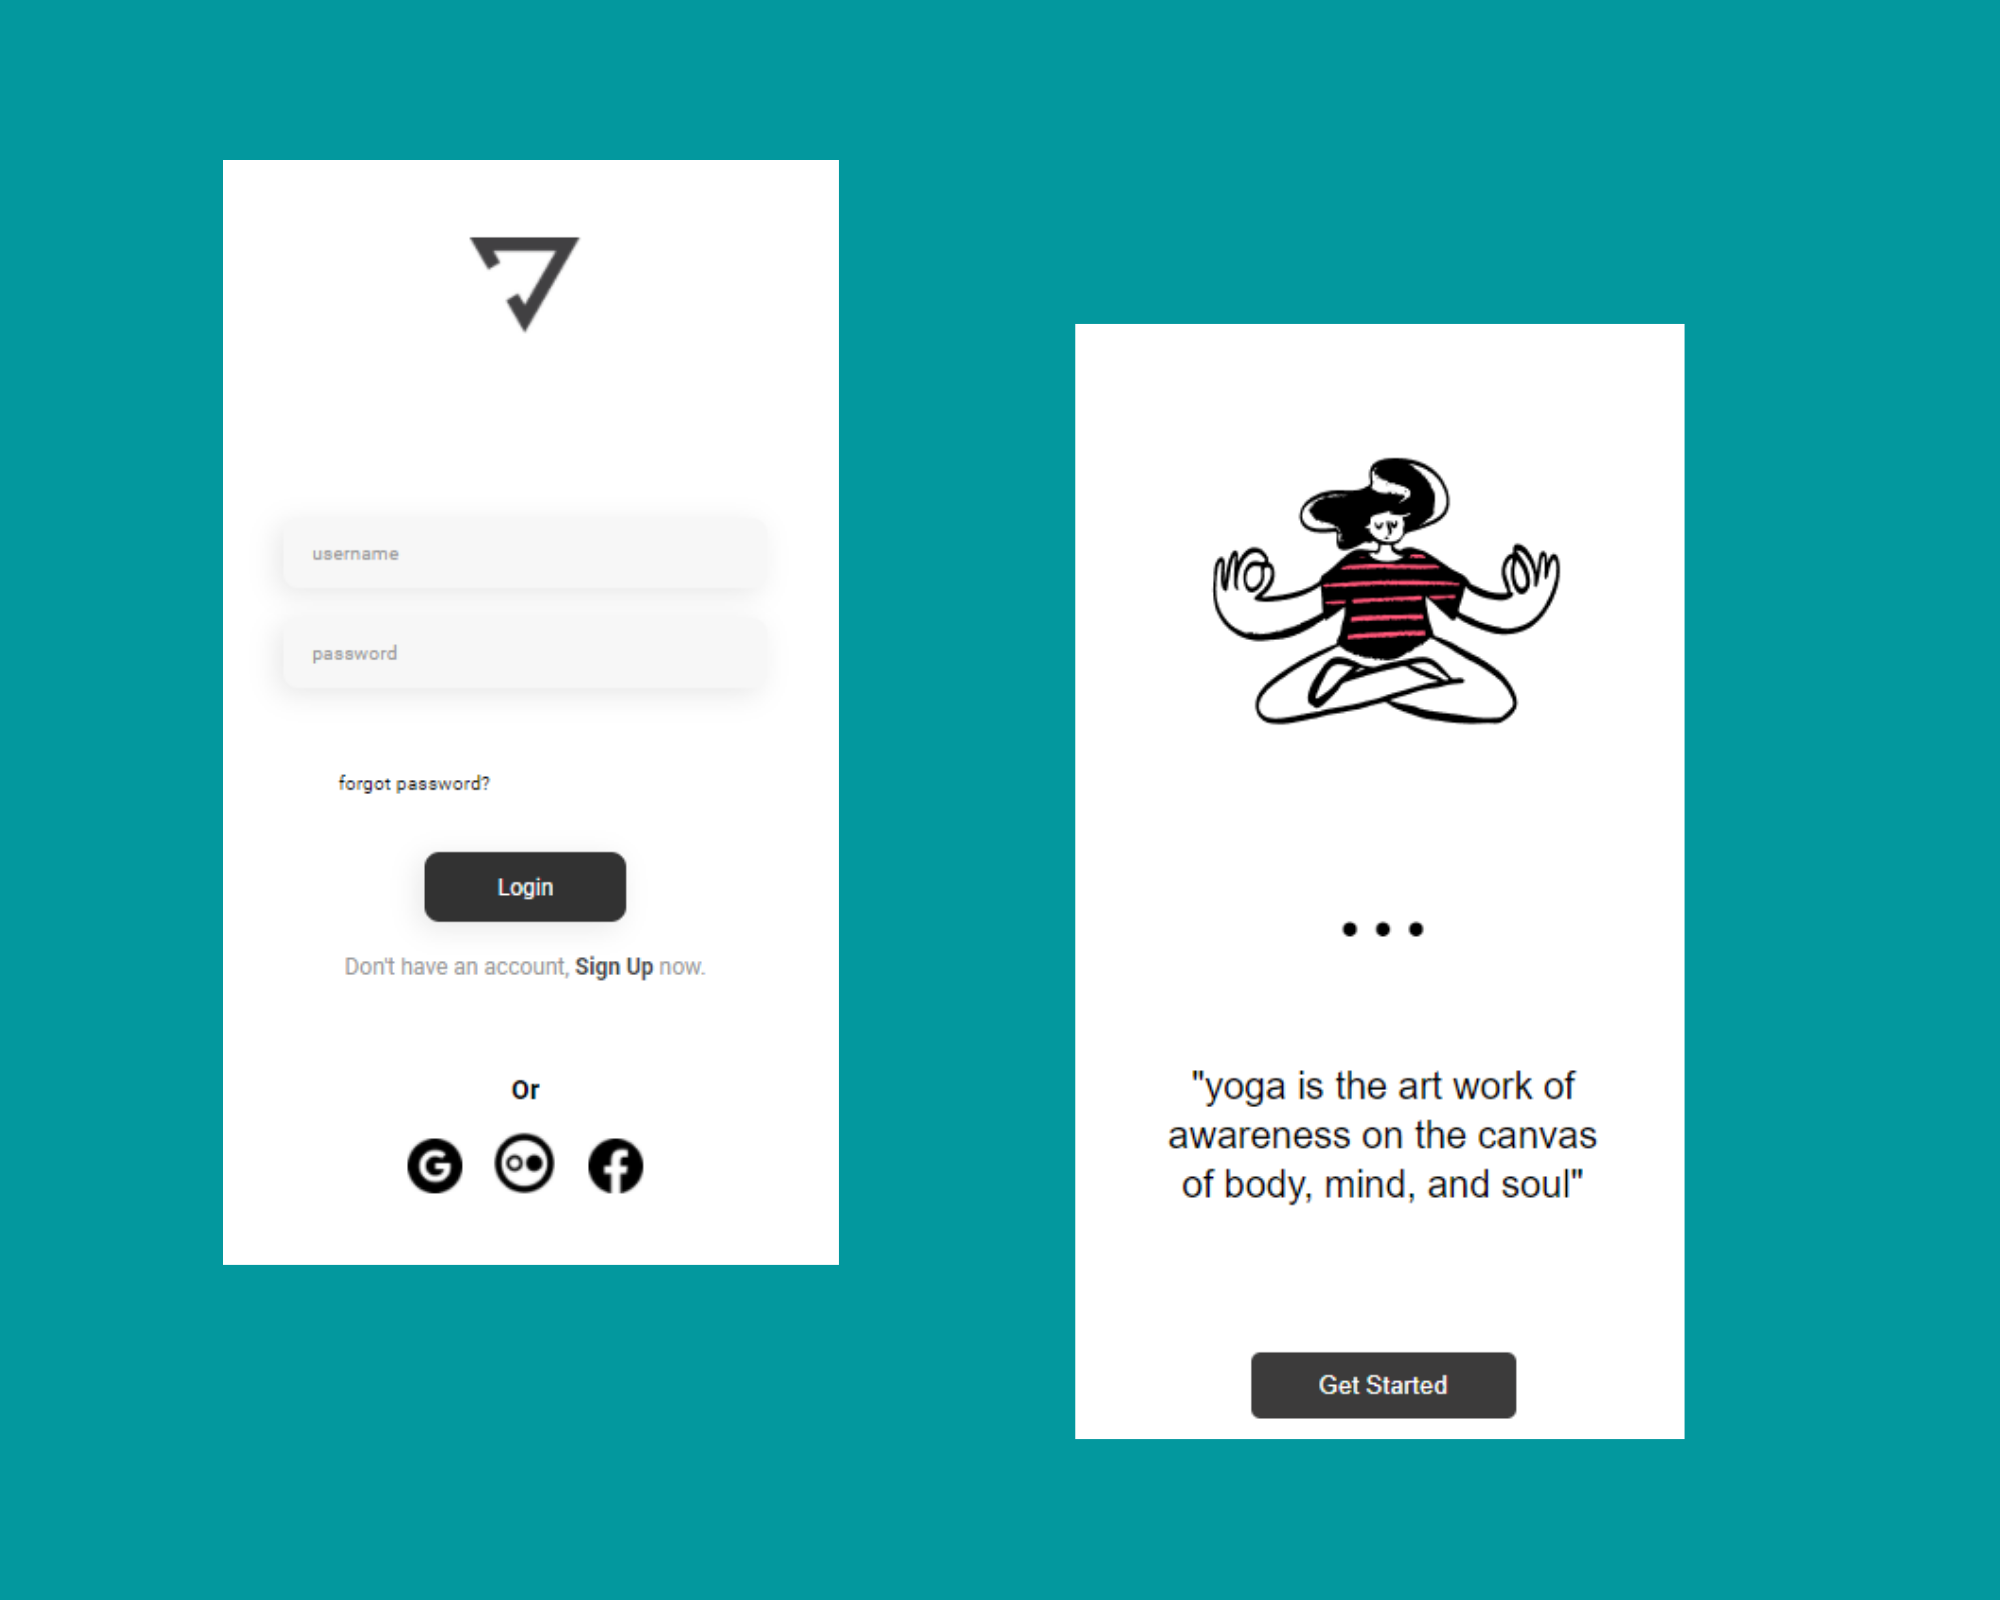 username
password
forgot password?
Login
Don't have an account, Sign Up now.
Or
"yoga is the art work of
awareness on the canvas
of body, mind, and soul"
Get Started